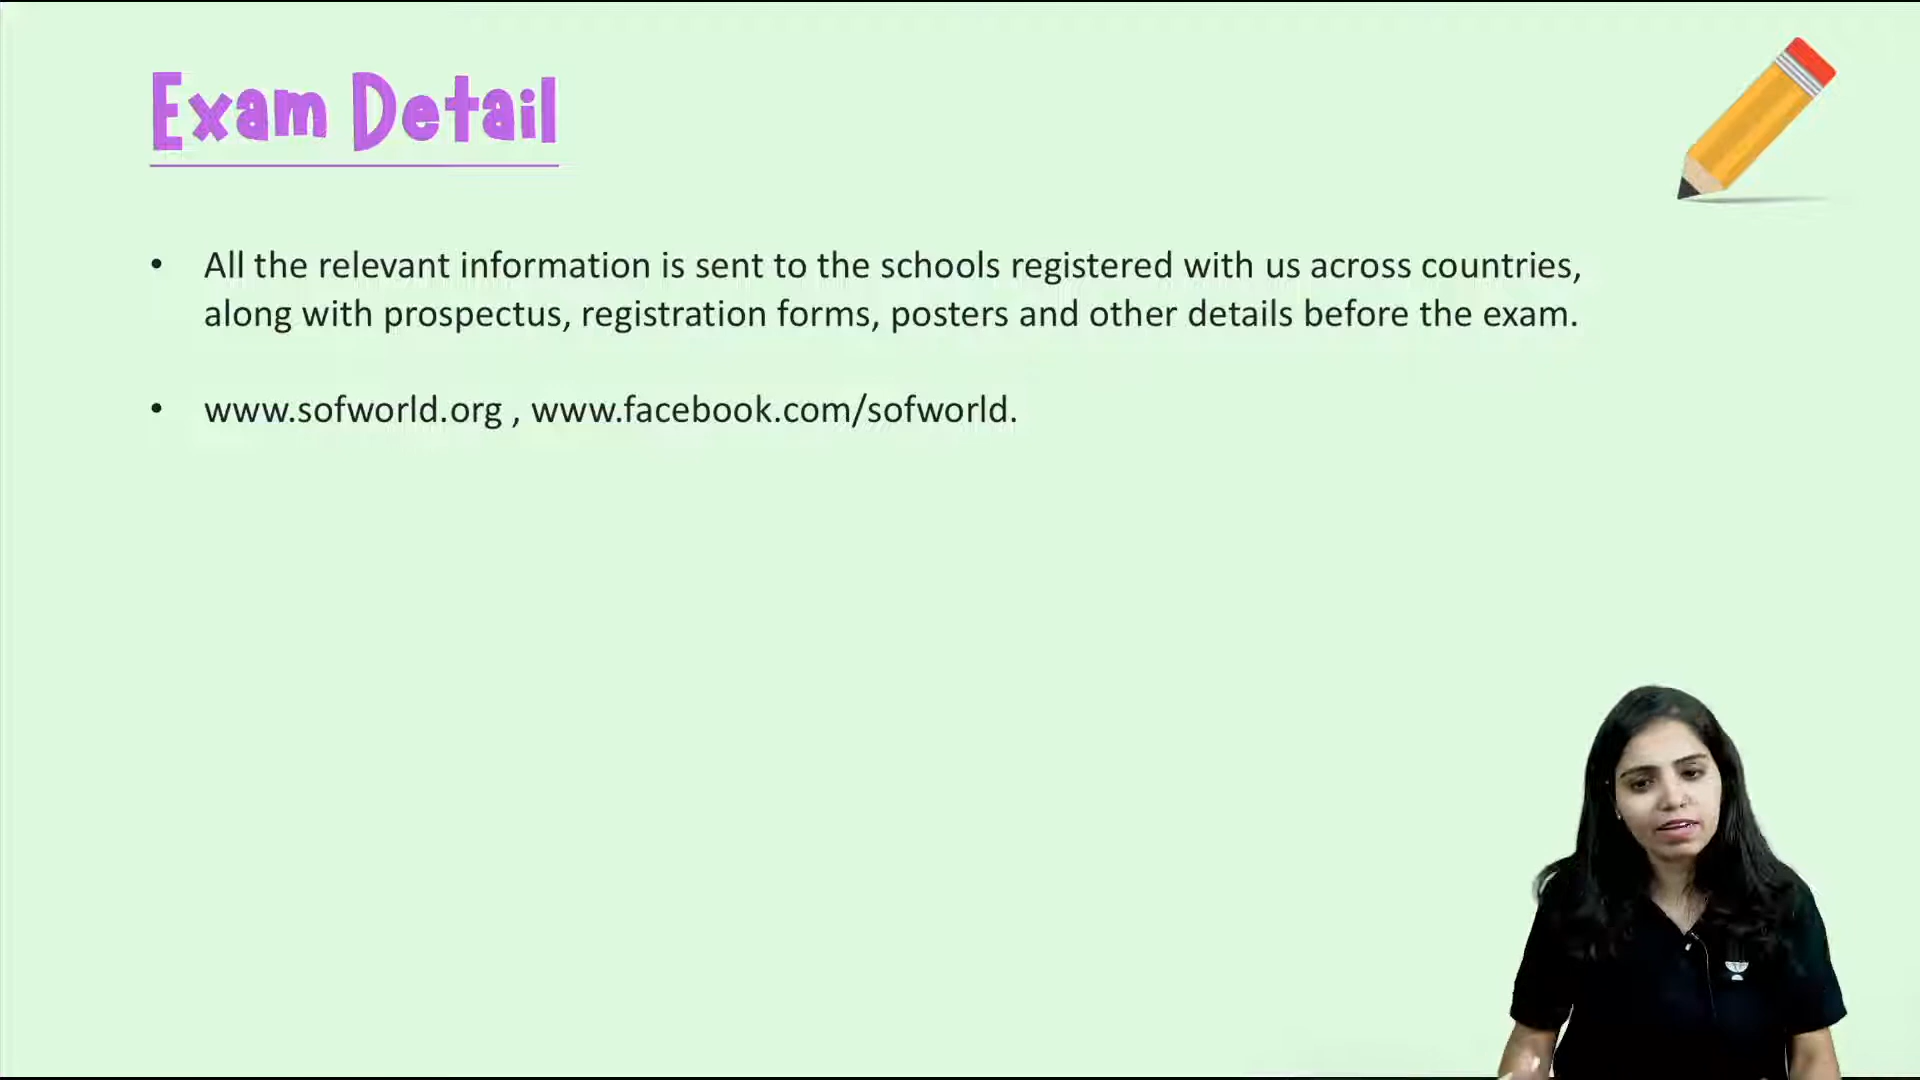 Exam Detail
• All the relevant information is sent to the schools registered with us across countries,
along with prospectus, registration forms, posters and other details before the exam.
• www.sofworld.org , www.facebook.com/sofworld.